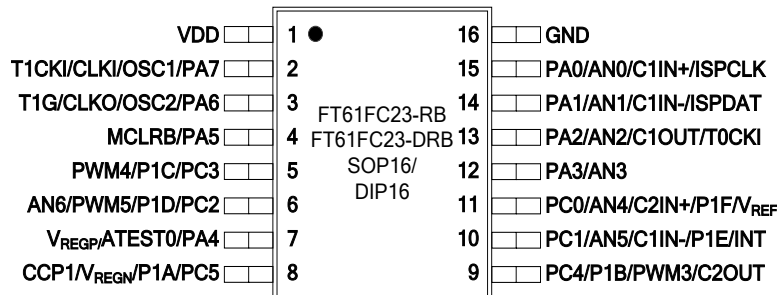 VDD 1 16 GND
T1CKI/CLKI/OSC1/PA7 2 15 PA0/AN0/C1IN+/ISPCLK
T1G/CLKO/OSC2/PA6 3 14 PA1/AN1/C1IN-/ISPDAT
FT61FC23-RB
MCLRB/PA5 4 FT61FC23-DRB 13 PA2/AN2/C1OUT/T0CKI
SOP16/
PWM4/P1C/PC3 5 12 PA3/AN3
DIP16
AN6/PWM5/P1D/PC2 6 11 PC0/AN4/C2IN+/P1F/VREF
VREGP/ATEST0/PA4 7 10 PC1/AN5/C1IN-/P1E/INT
CCP1/VREGN/P1A/PC5 8 9 PC4/P1B/PWM3/C2OUT